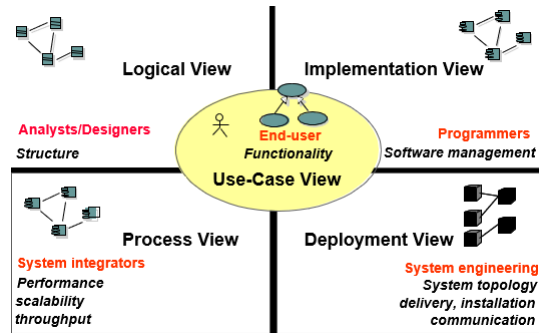 Logical View
Implementation View
Analysts/Designers
Structure
End-user
Functionality
Programmers
Software management
Use-Case View
Process View
Deployment View
System integrators
Performance
scalability
throughput
System engineering
System topology
delivery, installation
communication